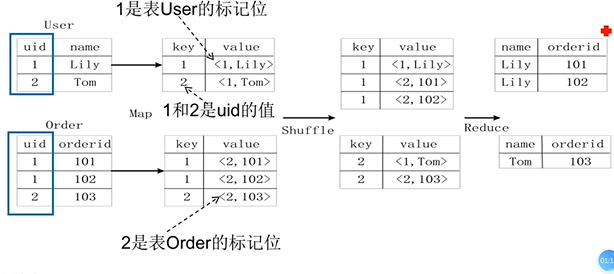 1是表User的标记位
User
uid name
1 Lily
2 Tom
key value
1 <1,Lily>
2 <1,Tom>
1和2是uid的值
Map
Order
uid orderid
1 101
1 102
2 103
key value
1 <2,101>
1 <2,102>
2 <2,103>
2是表Order的标记位
Shuffle
key value
1 <1,Lily>
1 <2,101>
1 <2,102>
key value
2 <1,Tom>
2 <2,103>
Reduce
name orderid
Lily 101
Lily 102
name orderid
Tom 103